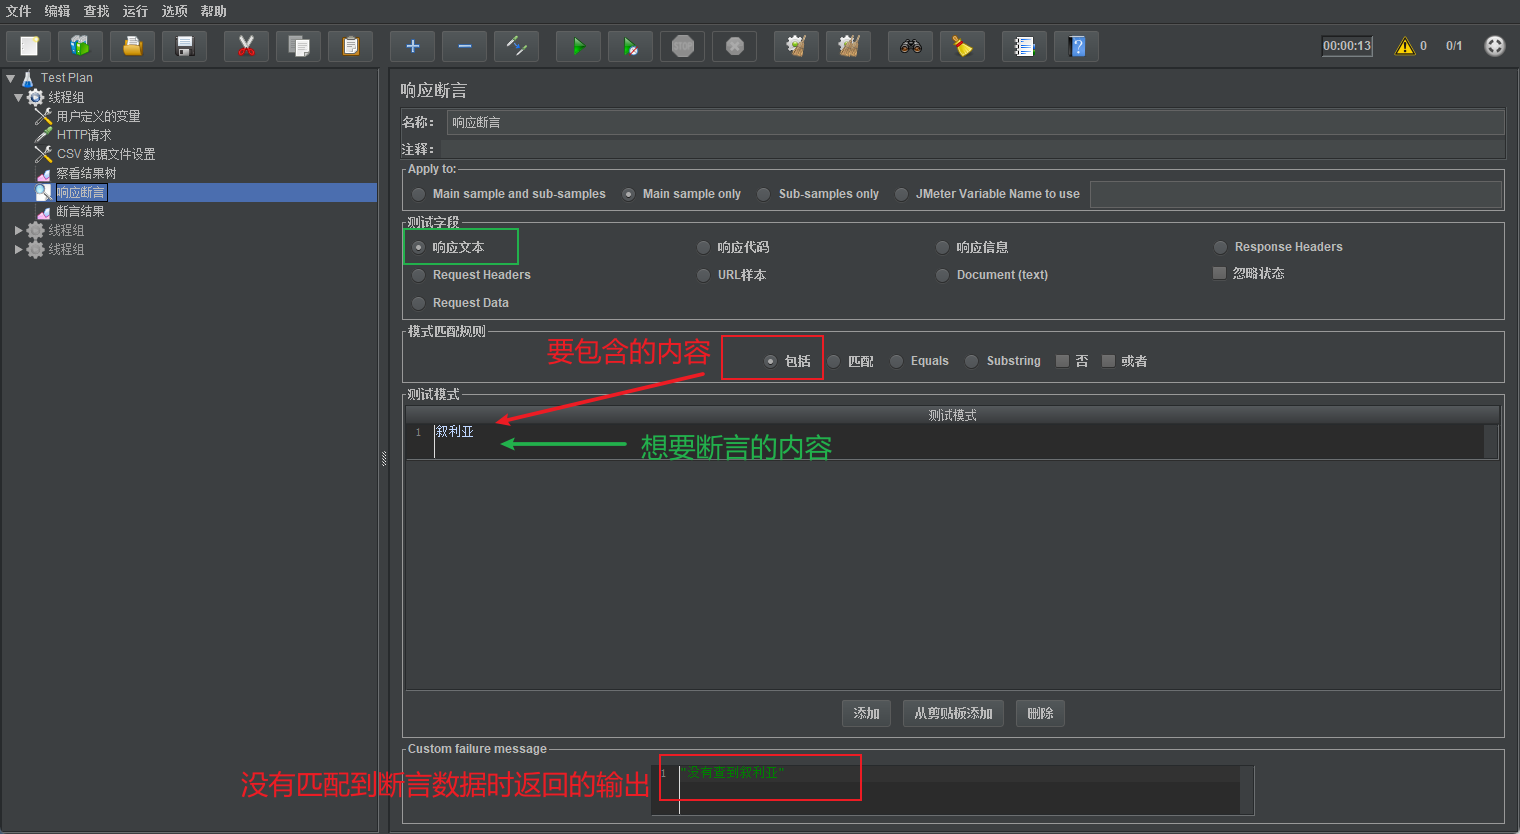 文件 编辑 查找 运行 选项 帮助
STOP
00:00:13 0 0/1
Test Plan
线程组
用户定义的变量
HTTP请求
CSV 数据文件设置
察看结果树
响应断言
断言结果
线程组
线程组
响应断言
名称： 响应断言
注释：
Apply to:
Main sample and sub-samples Main sample only Sub-samples only JMeter Variable Name to use
测试字段
响应文本 响应代码 响应信息 Response Headers
Request Headers URL样本 Document (text) 忽略状态
Request Data
模式匹配规则
要包含的内容
包括 匹配 Equals Substring 否 或者
测试模式
测试模式
1 叙利亚
想要断言的内容
添加 从剪贴板添加 删除
Custom failure message
1 "没有查到叙利亚"
没有匹配到断言数据时返回的输出